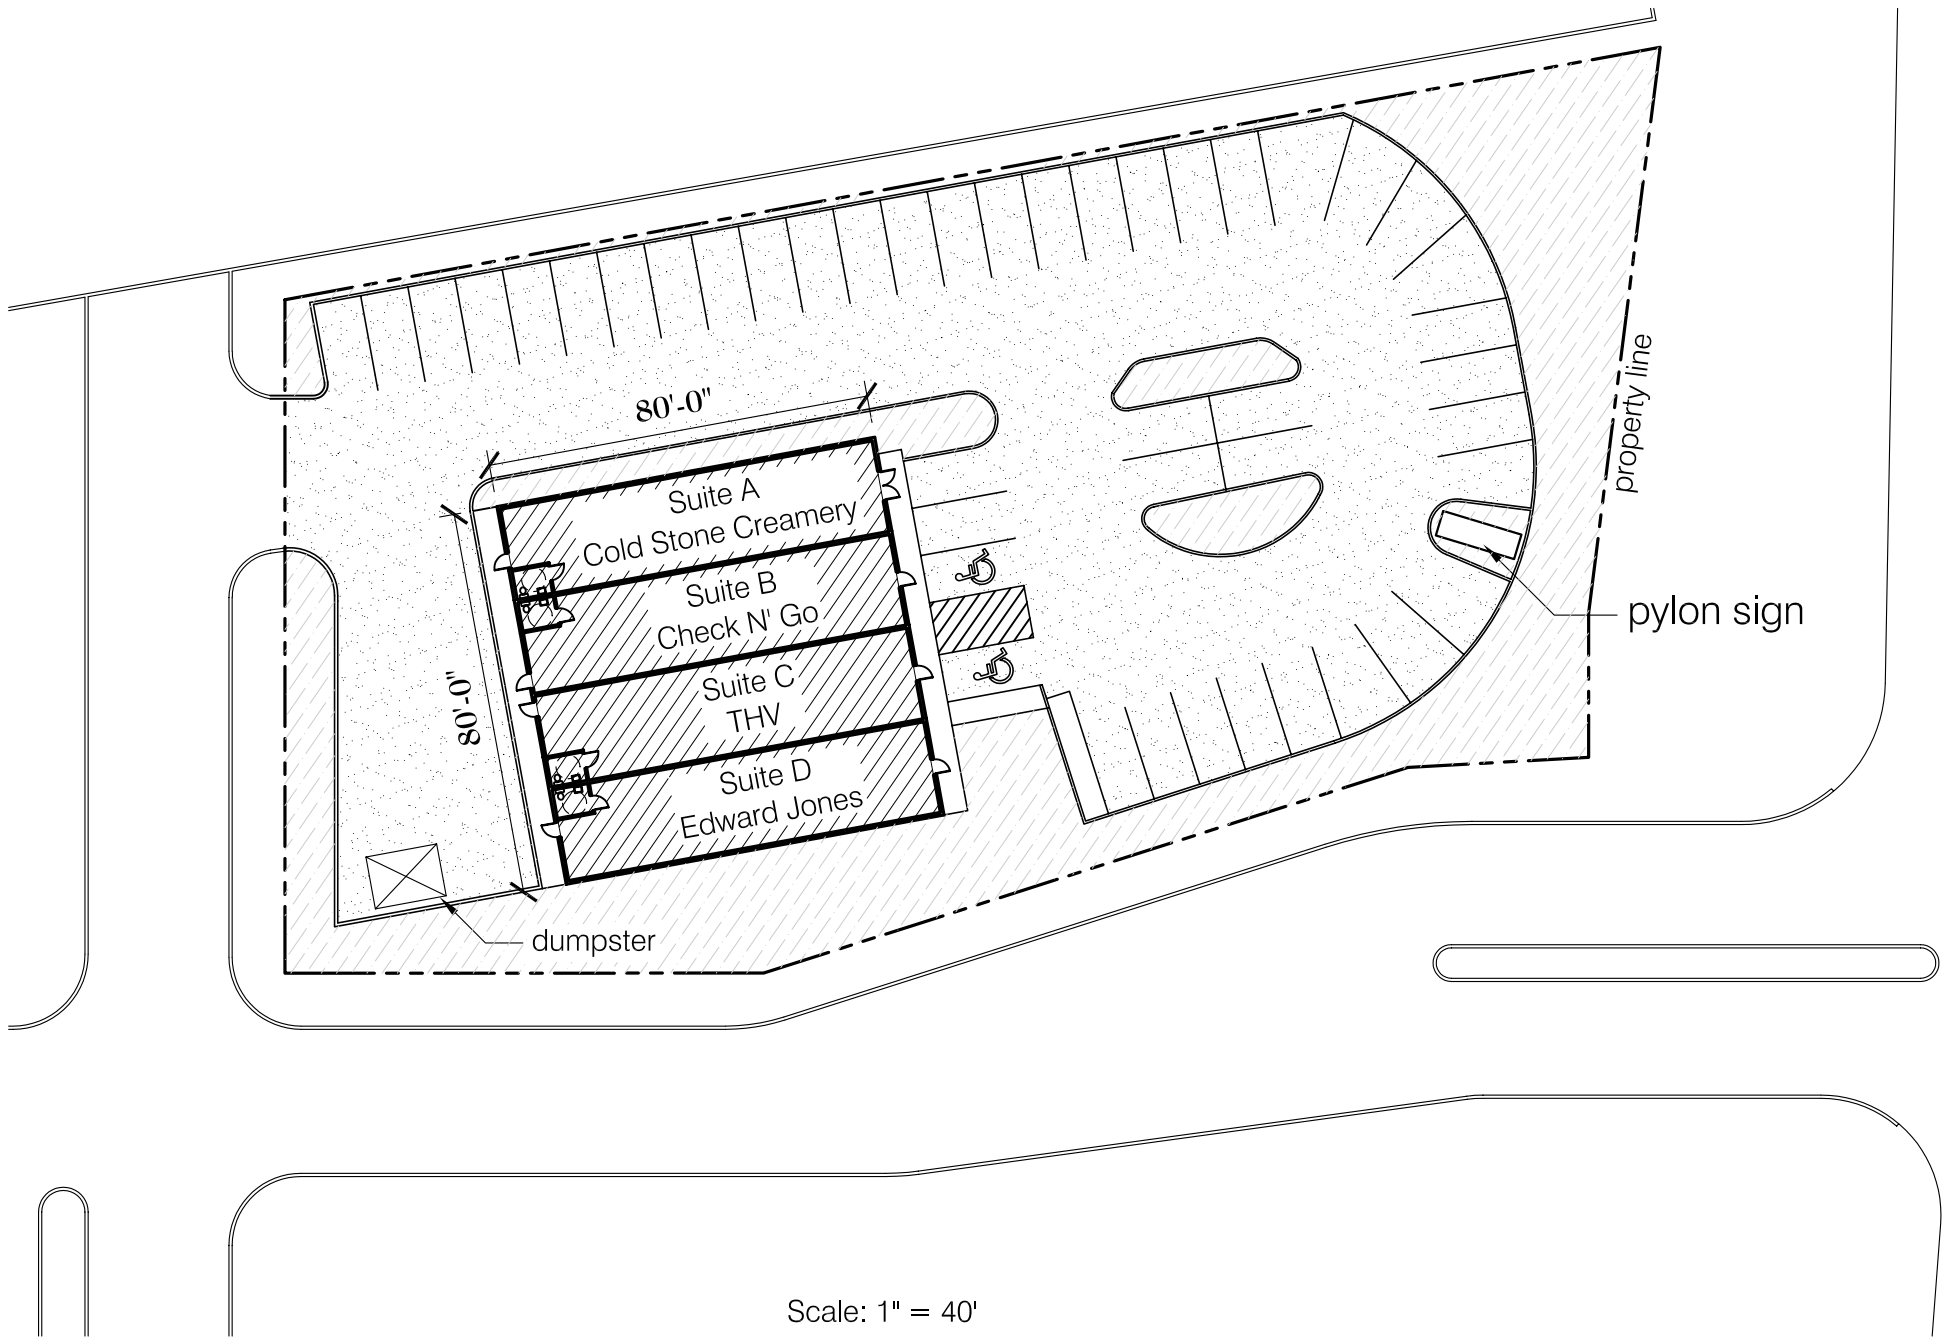 80'-0"
Suite A
Cold Stone Creamery
Suite B
Check N' Go
Suite C
THV
Suite D
Edward Jones
80'-0"
property line
pylon sign
dumpster
Scale: 1" = 40'